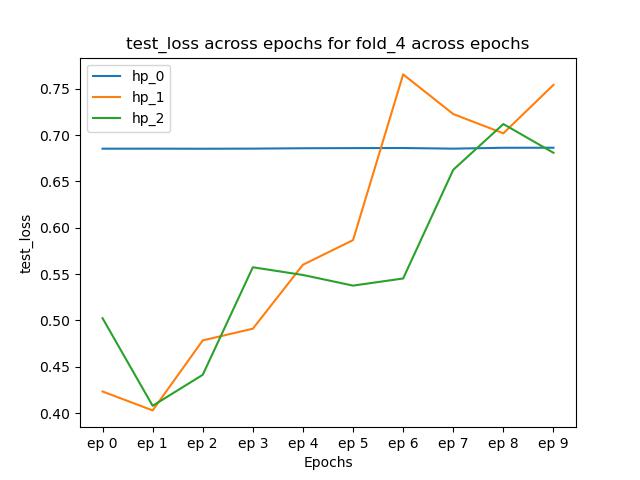 test_loss across epochs for fold_4 across epochs
hp_0
hp_1
hp_2
0.75
0.70
0.65
0.60
0.55
0.50
0.45
0.40
test_loss
ep 0 ep 1 ep 2 ep 3 ep 4 ep 5 ep 6 ep 7 ep 8 ep 9
Epochs